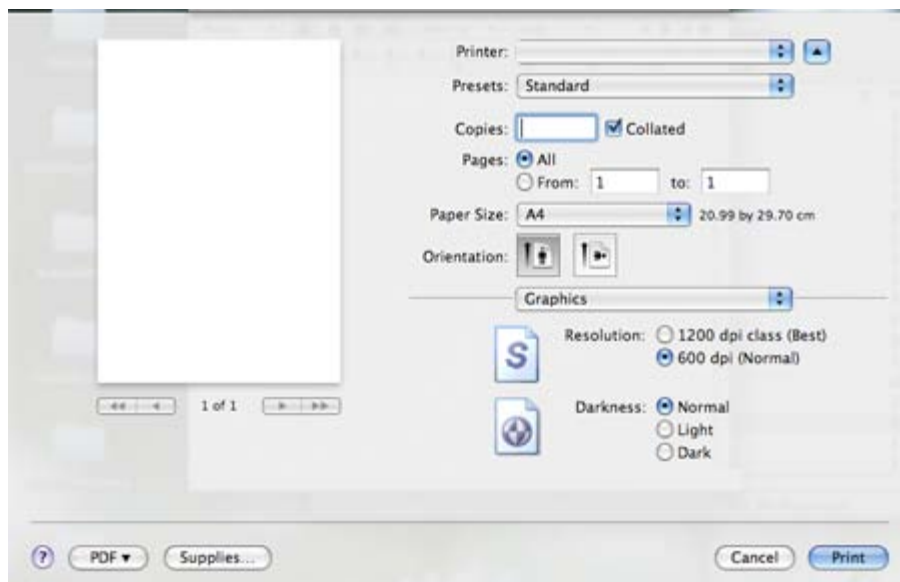 Printer:
Presets: Standard
Copies: Collated
Pages: All
From: 1 to: 1
Paper Size: A4 20.99 by 29.70 cm
Orientation:
Graphics
S Resolution: 1200 dpi class (Best)
600 dpi (Normal)
1 of 1
Darkness: Normal
Light
Dark
? PDF Supplies... Cancel Print